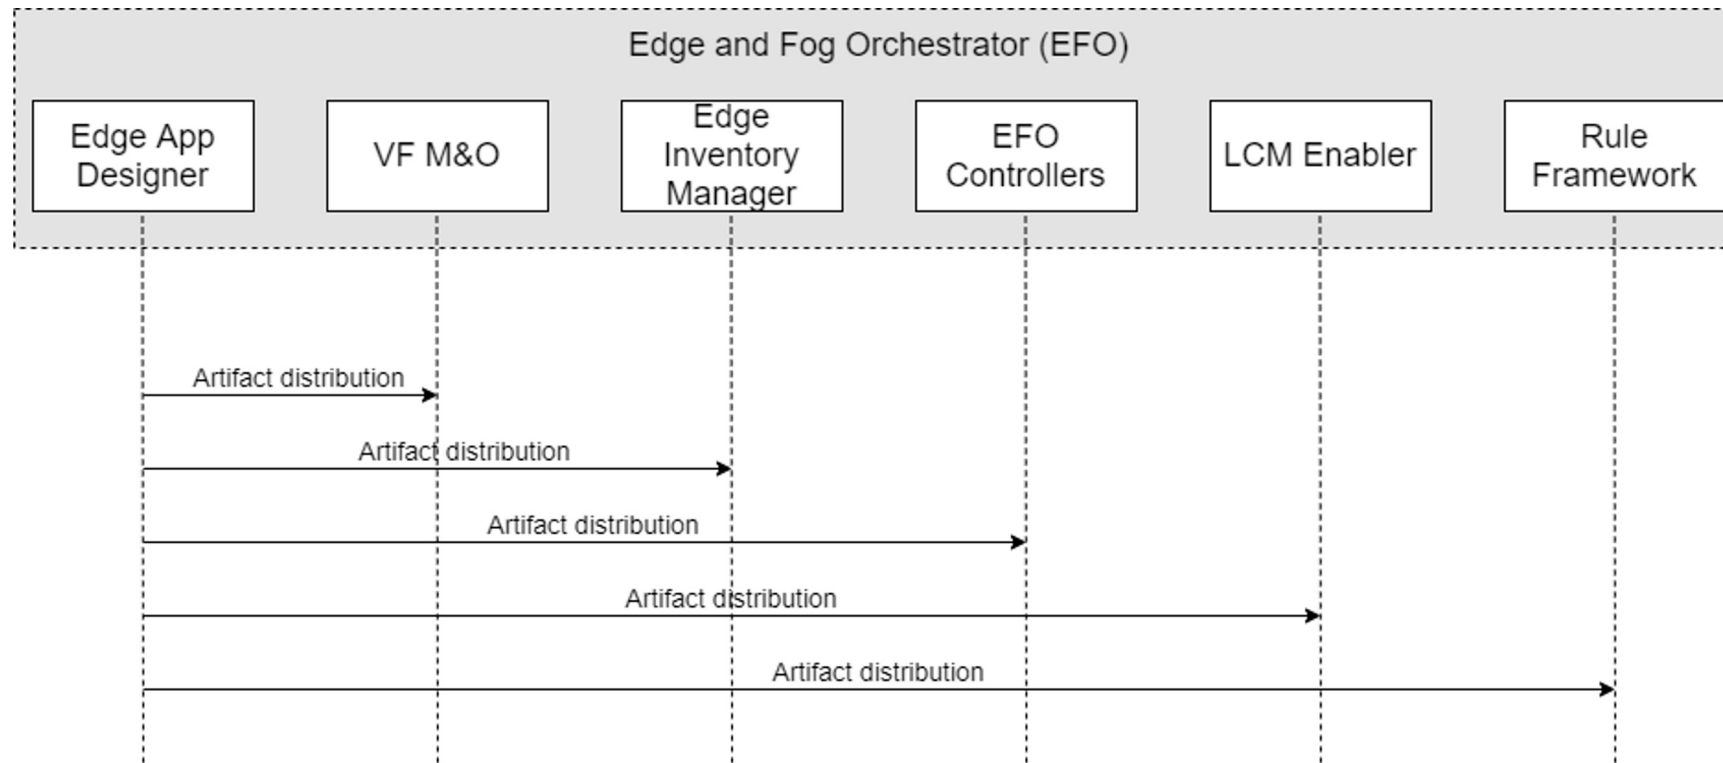 Edge and Fog Orchestrator (EFO)
Edge App
Designer
VF M&O
Edge
Inventory
Manager
EFO
Controllers
LCM Enabler
Rule
Framework
Artifact distribution
Artifact distribution
Artifact distribution
Artifact distribution
Artifact distribution